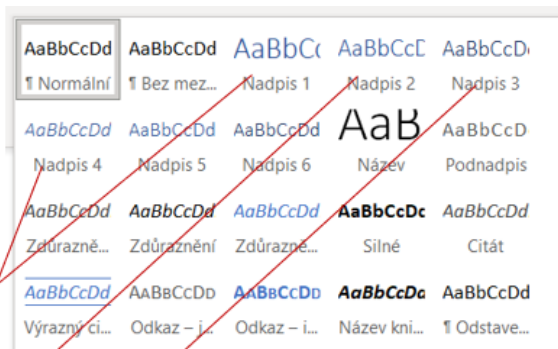 AaBbCcDd AaBbCcDd AaBbC AaBbCcD AaBbCcD
¶ Normální ¶ Bez mez... Nadpis 1 Nadpis 2 Nadpis 3
AaBbCcDd AaBbCcDd AaBbCcDd AaB AaBbCcD
Nadpis 4 Nadpis 5 Nadpis 6 Název Podnadpis
AaBbCcDd AaBbCcDd AaBbCcDd AaBbCcDc AaBbCcDd
Zdůrazně... Zdůraznění Zdůrazně... Silné Citát
AaBbCcDd AaBbCcDd AaBbCcDd AaBbCcDa AaBbCcDd
Výrazný ci... Odkaz – j... Odkaz – i... Název kni... ¶ Odstave...